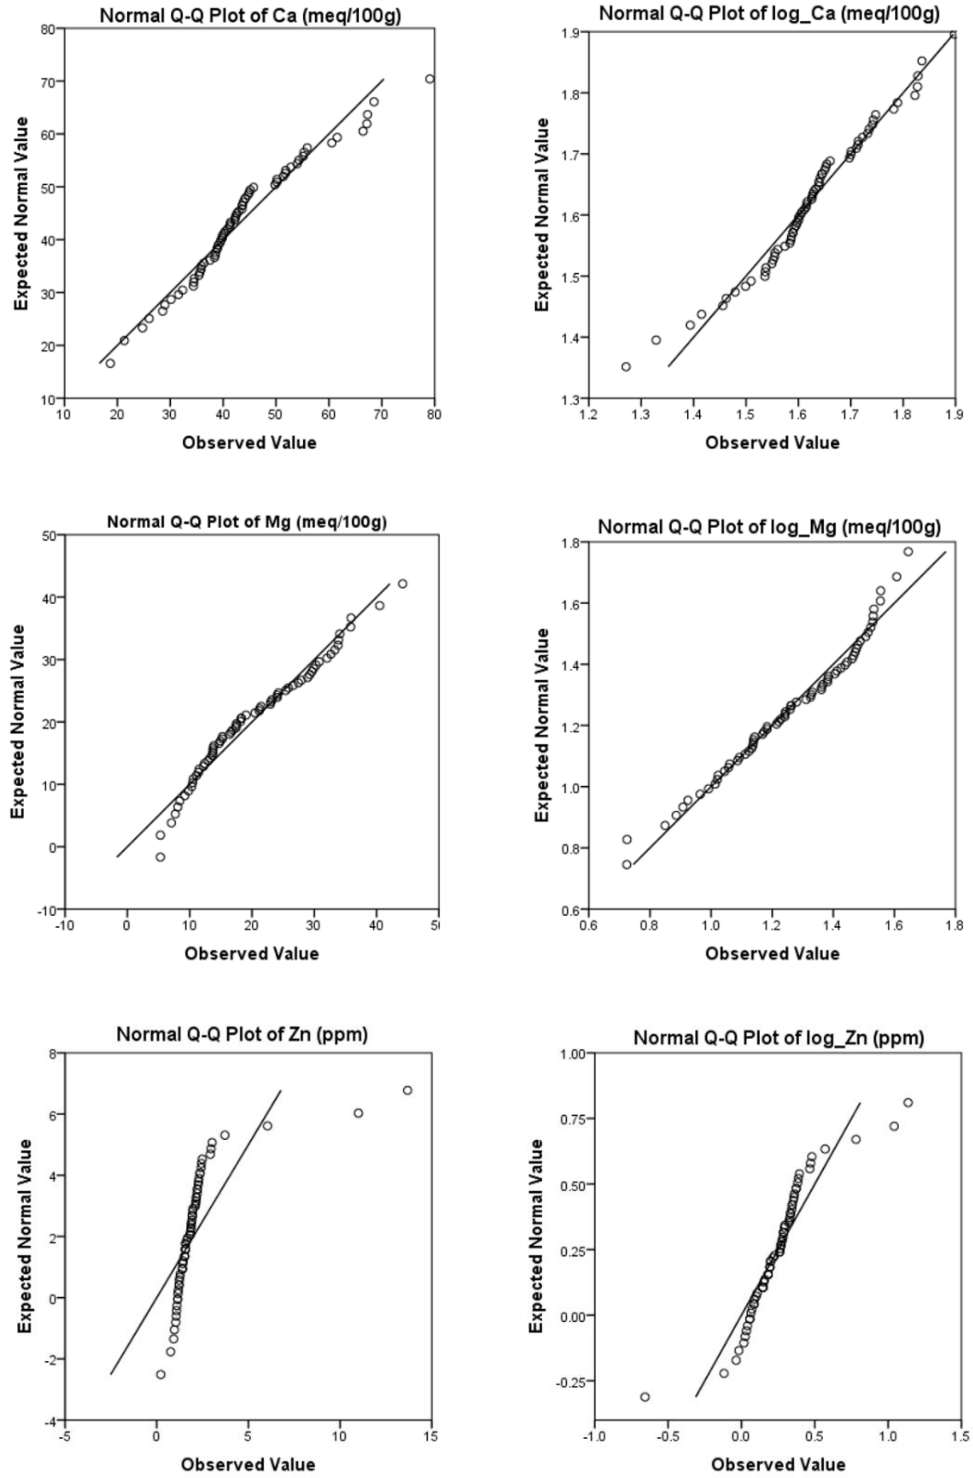 Normal Q-Q Plot of Ca (meq/100g)
80
70
60
50
40
30
20
10
Expected Normal Value
10 20 30 40 50 60 70 80
Observed Value
Normal Q-Q Plot of log_Ca (meq/100g)
1.9
1.8
1.7
1.6
1.5
1.4
1.3
Expected Normal Value
1.2 1.3 1.4 1.5 1.6 1.7 1.8 1.9
Observed Value
Normal Q-Q Plot of Mg (meq/100g)
50
40
30
20
10
0
-10
Expected Normal Value
-10 0 10 20 30 40
Observed Value
Normal Q-Q Plot of log_Mg (meq/100g)
1.8
1.6
1.4
1.2
1.0
0.8
0.6
Expected Normal Value
0.6 0.8 1.0 1.2 1.4 1.6 1.8
Observed Value
Normal Q-Q Plot of Zn (ppm)
8
6
4
2
0
-2
-4
Expected Normal Value
-5 0 5 10 15
Observed Value
Normal Q-Q Plot of log_Zn (ppm)
1.00
0.75
0.50
0.25
0.00
-0.25
Expected Normal Value
-1.0 -0.5 0.0 0.5 1.0 1.5
Observed Value